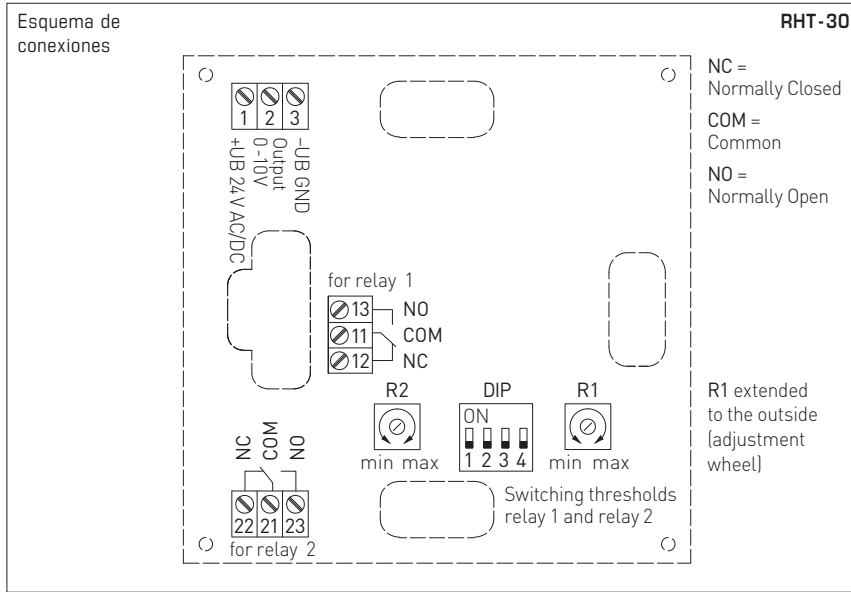 Esquema de
conexiones
RHT-30
1 2 3
+UB 24V AC/DC
Output
0-10V
-UB GND
NC =
Normally Closed
COM =
Common
NO =
Normally Open
for relay 1
13 NO
11 COM
12 NC
R2
min max
DIP
ON
1 2 3 4
R1
min max
R1 extended
to the outside
(adjustment
wheel)
Switching thresholds
relay 1 and relay 2
NC
COM
NO
22 21 23
for relay 2